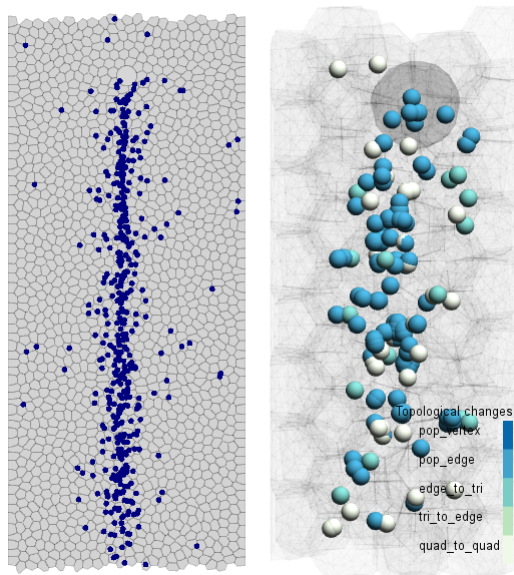 Topological changes
pop_vertex
pop_edge
edge_to_tri
tri_to_edge
quad_to_quad